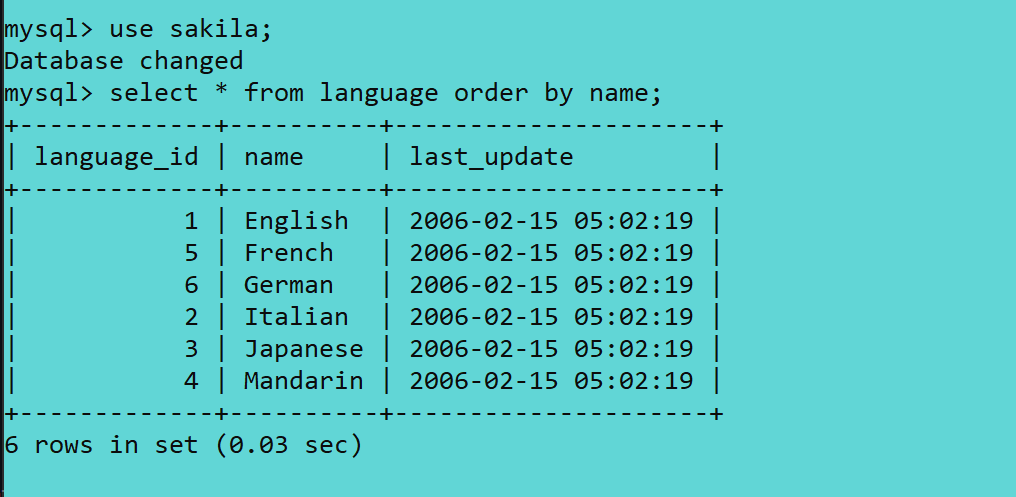 mysql> use sakila;
Database changed
mysql> select * from language order by name;
+-------------+----------+---------------------+
| language_id | name     | last_update         |
+-------------+----------+---------------------+
|           1 | English  | 2006-02-15 05:02:19 |
|           5 | French   | 2006-02-15 05:02:19 |
|           6 | German   | 2006-02-15 05:02:19 |
|           2 | Italian  | 2006-02-15 05:02:19 |
|           3 | Japanese | 2006-02-15 05:02:19 |
|           4 | Mandarin | 2006-02-15 05:02:19 |
+-------------+----------+---------------------+
6 rows in set (0.03 sec)